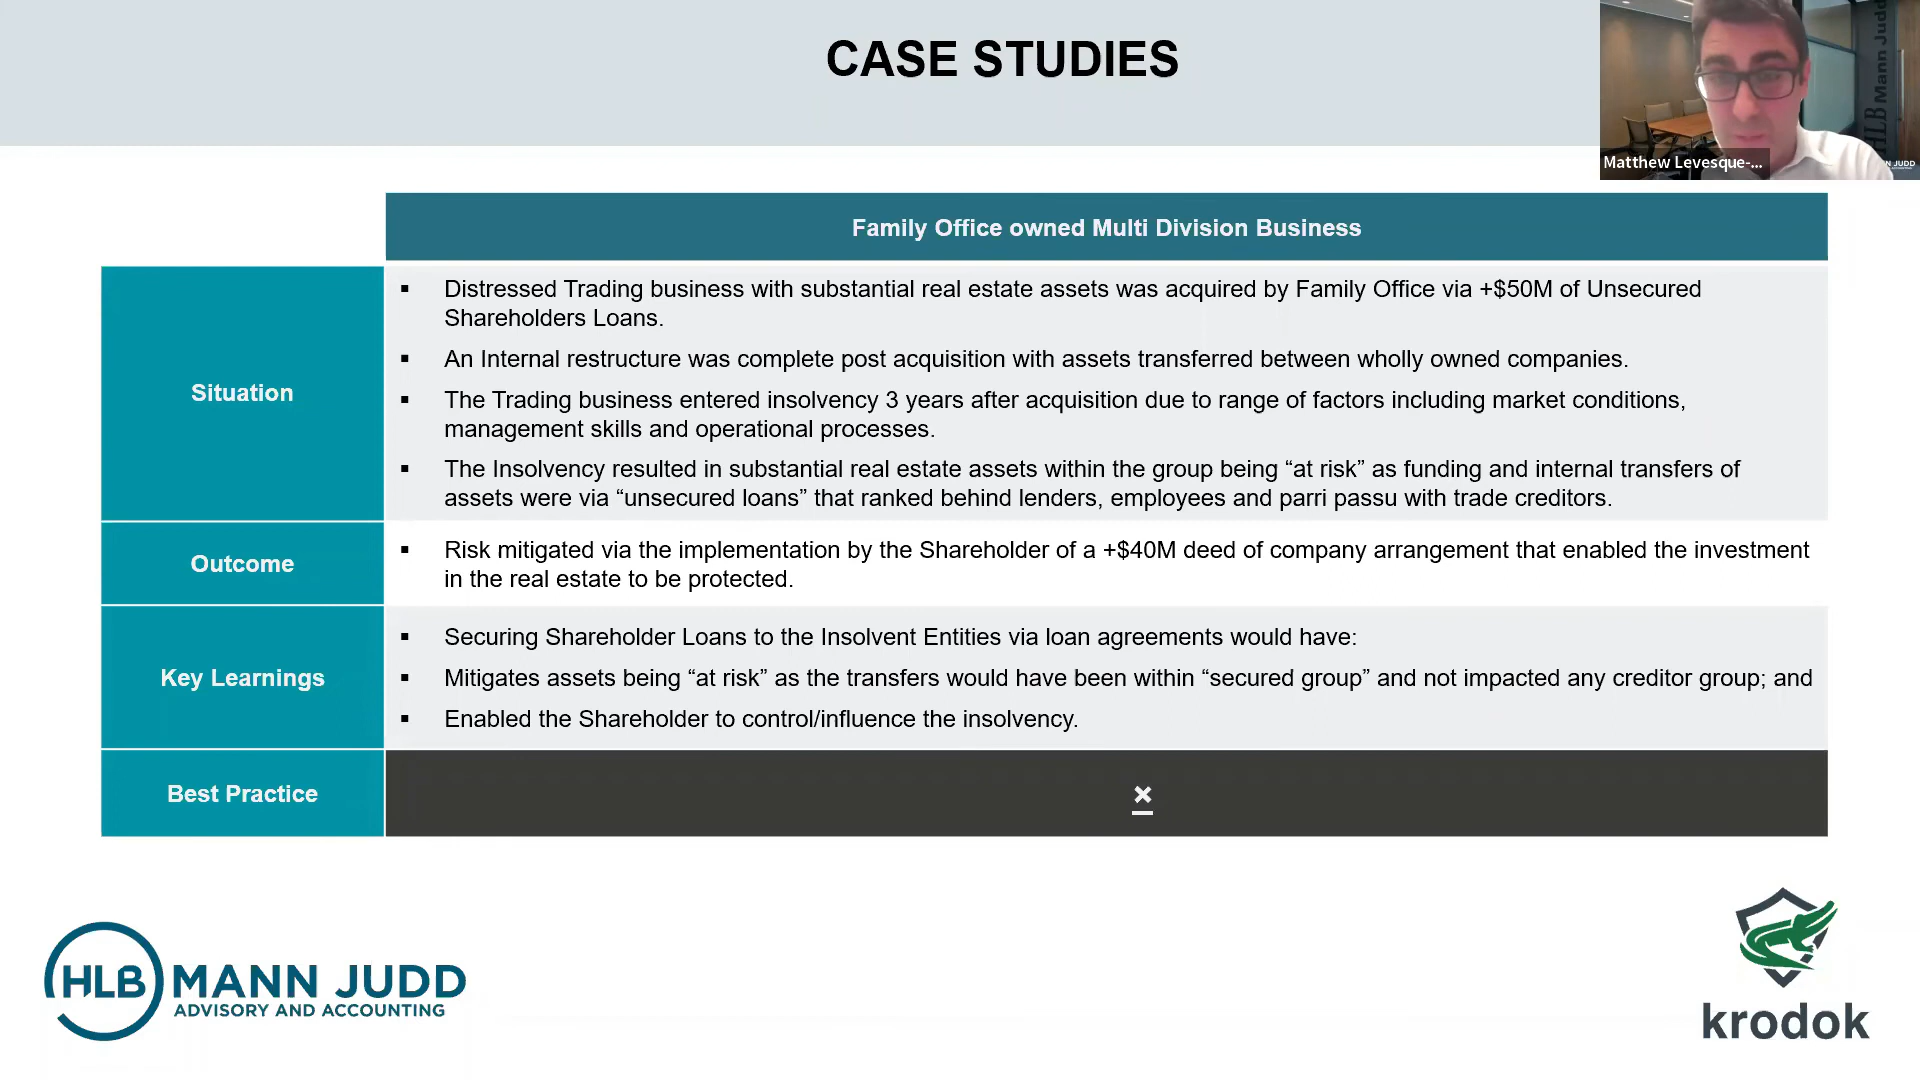 CASE STUDIES
Matthew Levesque-...
Family Office owned Multi Division Business
Situation
▪ Distressed Trading business with substantial real estate assets was acquired by Family Office via +$50M of Unsecured
Shareholders Loans.
▪ An Internal restructure was complete post acquisition with assets transferred between wholly owned companies.
▪ The Trading business entered insolvency 3 years after acquisition due to range of factors including market conditions,
management skills and operational processes.
▪ The Insolvency resulted in substantial real estate assets within the group being “at risk” as funding and internal transfers of
assets were via “unsecured loans” that ranked behind lenders, employees and parri passu with trade creditors.
Outcome
▪ Risk mitigated via the implementation by the Shareholder of a +$40M deed of company arrangement that enabled the investment
in the real estate to be protected.
Key Learnings
▪ Securing Shareholder Loans to the Insolvent Entities via loan agreements would have:
▪ Mitigates assets being “at risk” as the transfers would have been within “secured group” and not impacted any creditor group; and
▪ Enabled the Shareholder to control/influence the insolvency.
Best Practice
×
HLB MANN JUDD
ADVISORY AND ACCOUNTING
krodok
HLB Mann Judd
JUDD